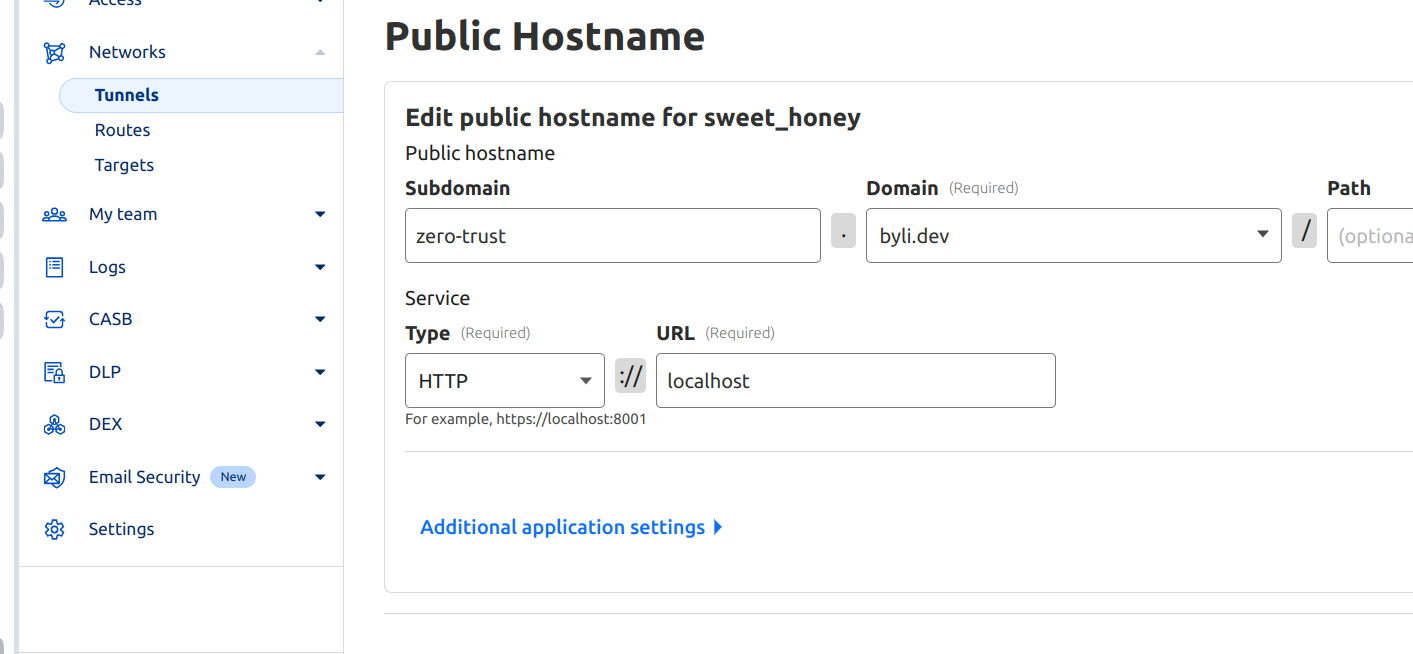 Access
Networks
Tunnels
Routes
Targets
My team
Logs
CASB
DLP
DEX
Email Security New
Settings
Public Hostname
Edit public hostname for sweet_honey
Public hostname
Subdomain Domain (Required) Path
zero-trust . byli.dev / (optiona
Service
Type (Required) URL (Required)
HTTP :// localhost
For example, https://localhost:8001
Additional application settings